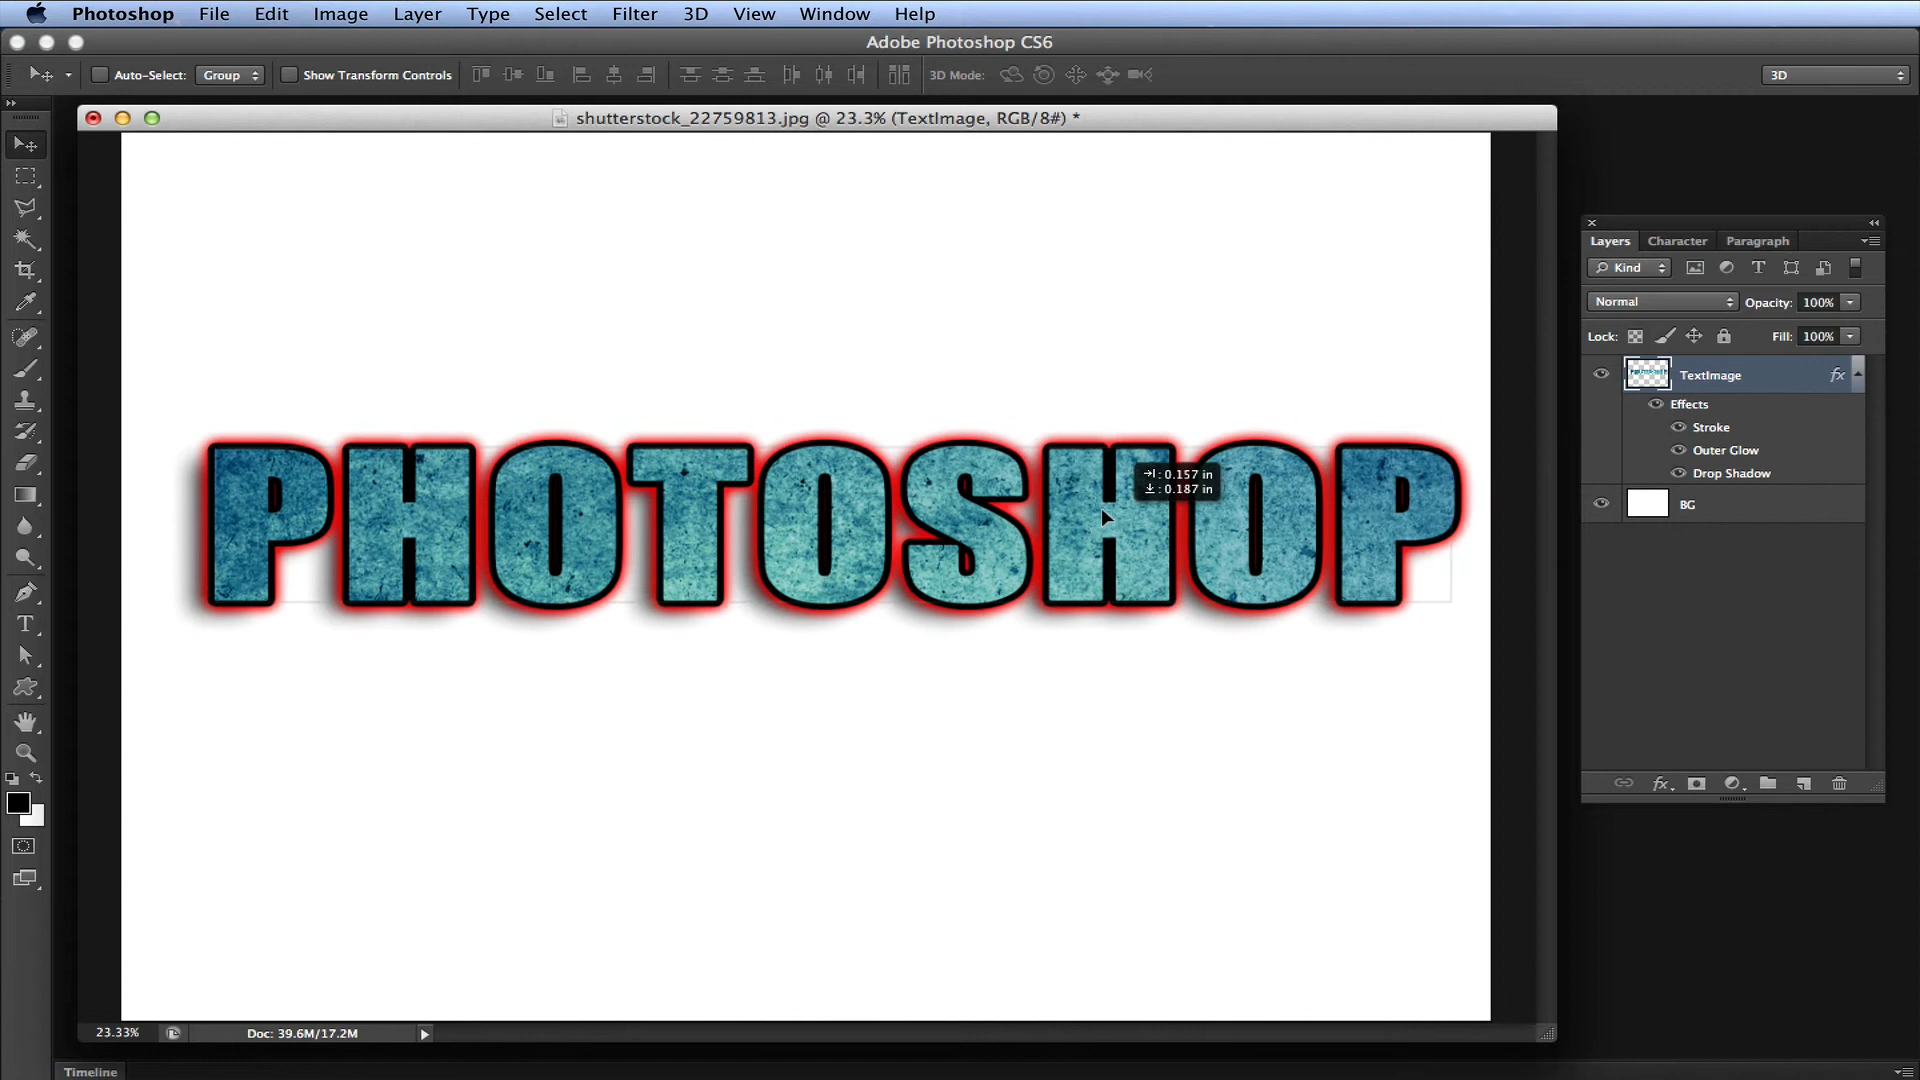 Photoshop File Edit Image Layer Type Select Filter 3D View Window Help
Adobe Photoshop CS6
Auto-Select: Group Show Transform Controls 3D Mode: 3D
shutterstock_22759813.jpg @ 23.3% (TextImage, RGB/8#) *
Layers Character Paragraph
Kind
Normal Opacity: 100%
Lock: Fill: 100%
TextImage fx
Effects
Stroke
Outer Glow
Drop Shadow
BG
PHOTOSHOP
: 0.157 in
: 0.187 in
fx
23.33% Doc: 39.6M/17.2M
Timeline